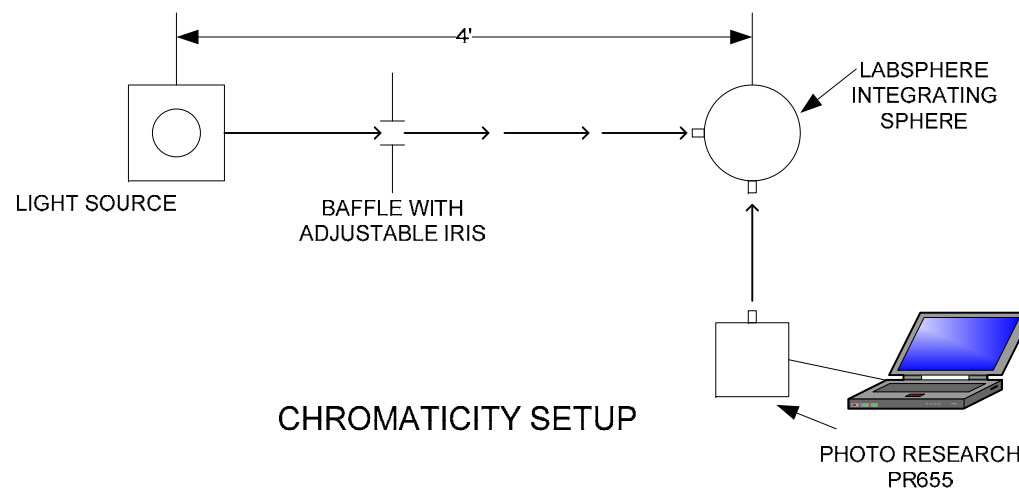 4'
LABSPHERE
INTEGRATING
SPHERE
LIGHT SOURCE
BAFFLE WITH
ADJUSTABLE IRIS
CHROMATICITY SETUP
PHOTO RESEARCH
PR655